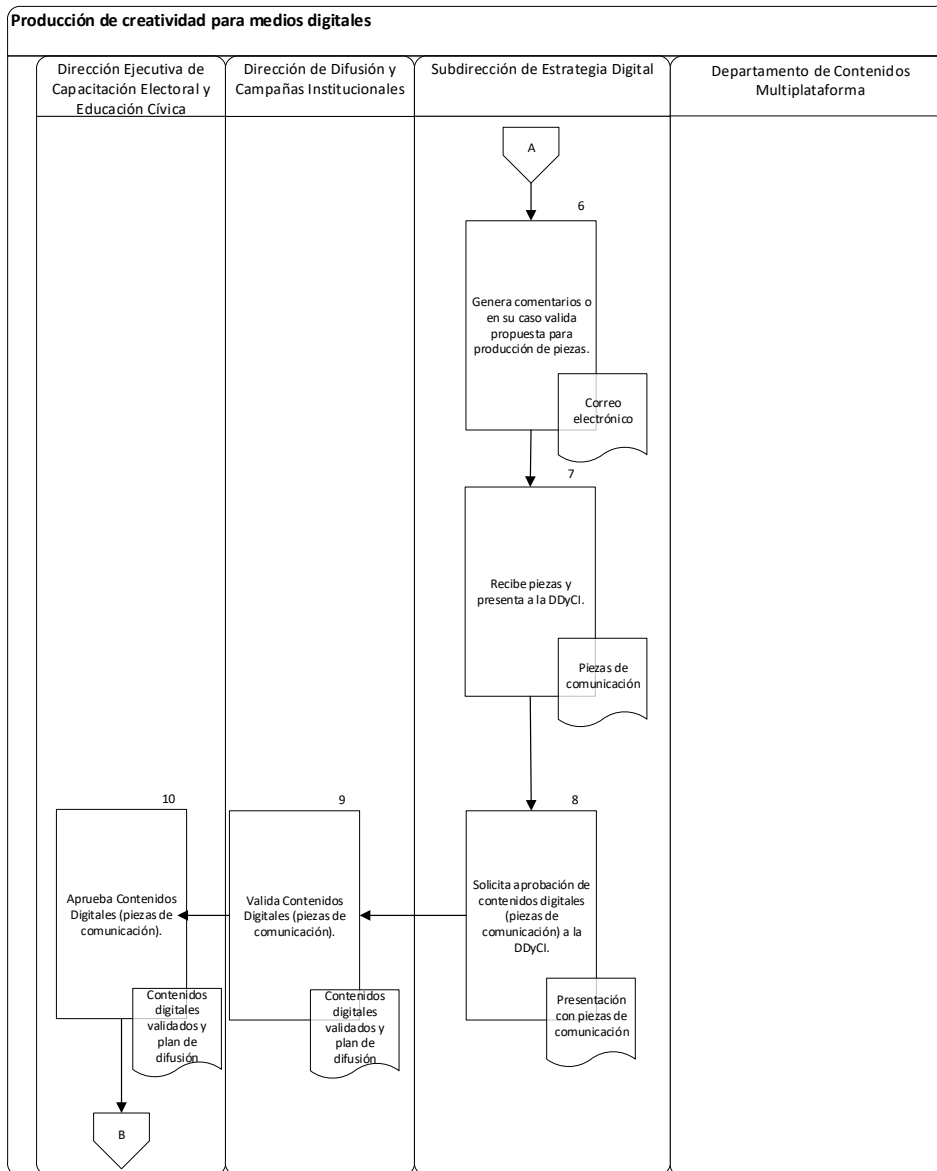 Producción de creatividad para medios digitales
Dirección Ejecutiva de
Capacitación Electoral y
Educación Cívica
Dirección de Difusión y
Campañas Institucionales
Subdirección de Estrategia Digital
Departamento de Contenidos
Multiplataforma
A
6
Genera comentarios o
en su caso valida
propuesta para
producción de piezas.
Correo
electrónico
7
Recibe piezas y
presenta a la DDyCI.
Piezas de
comunicación
8
Solicita aprobación de
contenidos digitales
(piezas de
comunicación) a la
DDyCI.
Presentación
con piezas de
comunicación
9
Valida Contenidos
Digitales (piezas de
comunicación).
Contenidos
digitales
validados y
plan de
difusión
10
Aprueba Contenidos
Digitales (piezas de
comunicación).
Contenidos
digitales
validados y
plan de
difusión
B